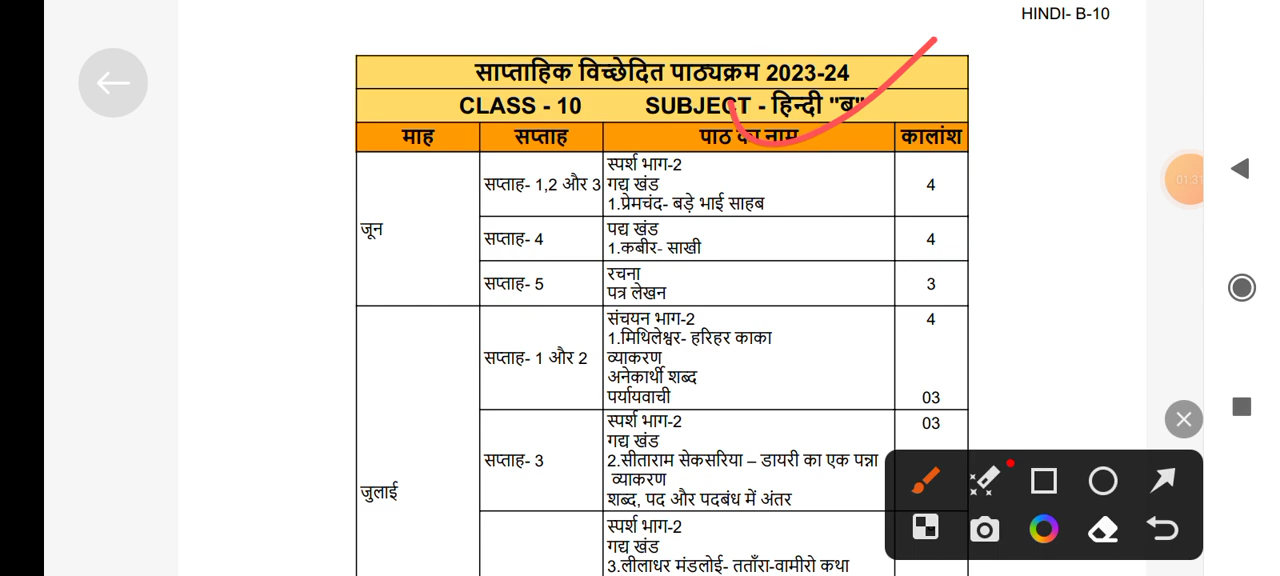 HINDI- B-10
साप्ताहिक विच्छेदित पाठ्यक्रम 2023-24
CLASS - 10 SUBJECT - हिन्दी "ब"
माह सप्ताह पाठ का नाम कालांश
जून
सप्ताह- 1,2 और 3
स्पर्श भाग-2
गद्य खंड
1.प्रेमचंद- बड़े भाई साहब
4
सप्ताह- 4
पद्य खंड
1.कबीर- साखी
4
सप्ताह- 5
रचना
पत्र लेखन
3
जुलाई
सप्ताह- 1 और 2
संचयन भाग-2
1.मिथिलेश्वर- हरिहर काका
व्याकरण
अनेकार्थी शब्द
पर्यायवाची
4
03
सप्ताह- 3
स्पर्श भाग-2
गद्य खंड
2.सीताराम सेकसरिया – डायरी का एक पन्ना
व्याकरण
शब्द, पद और पदबंध में अंतर
03
स्पर्श भाग-2
गद्य खंड
3.लीलाधर मंडलोई- तताँरा-वामीरो कथा
01:31